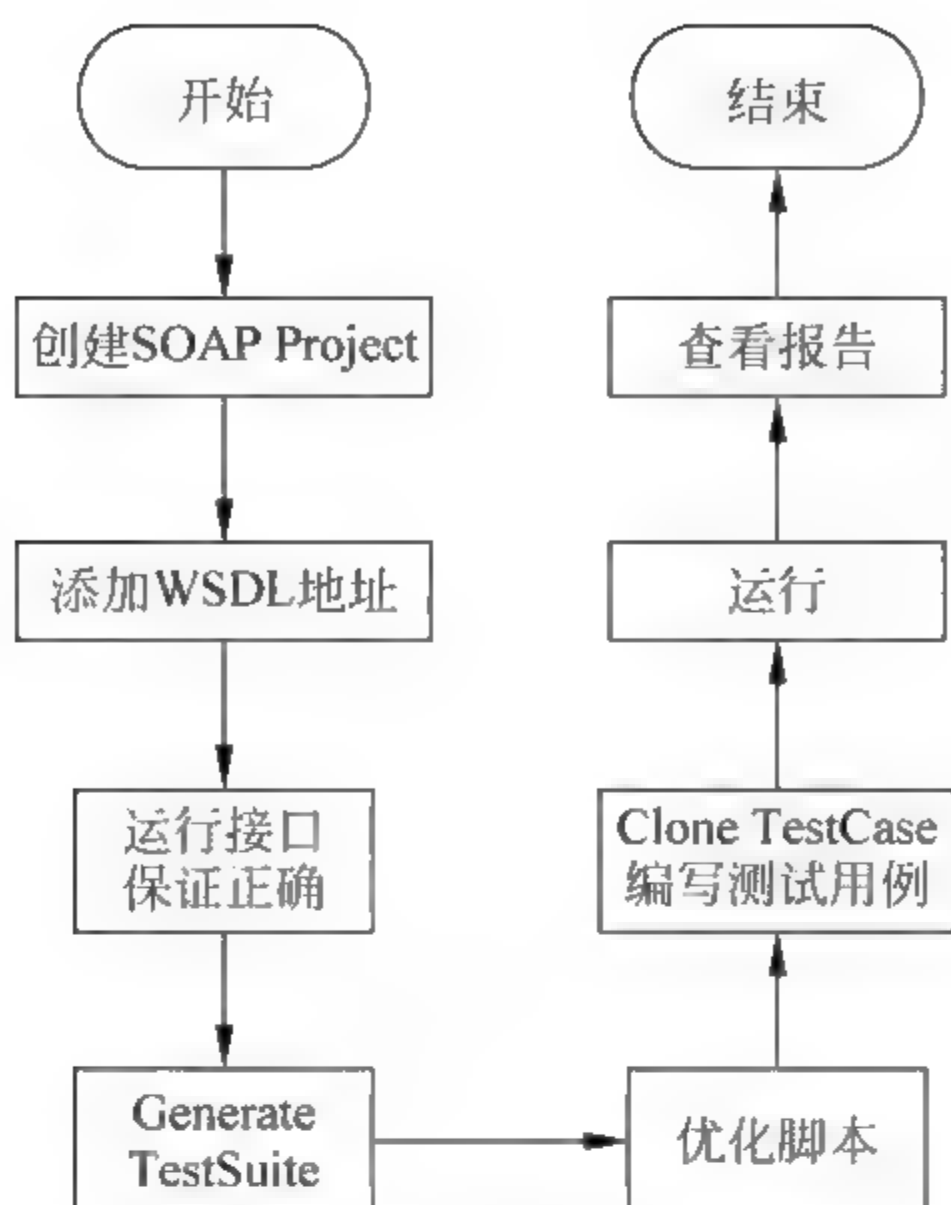 开始
创建SOAP Project
添加WSDL地址
运行接口
保证正确
Generate
TestSuite
优化脚本
Clone TestCase
编写测试用例
运行
查看报告
结束